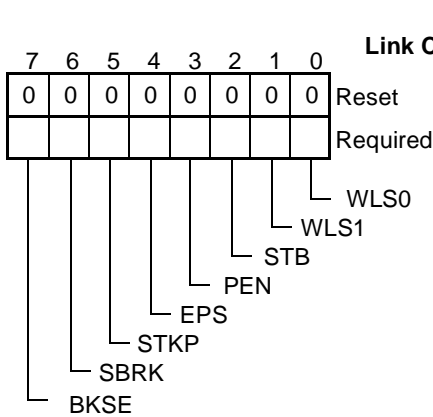 Link C
7 6 5 4 3 2 1 0
0 0 0 0 0 0 0 0 Reset
Required
WLS0
WLS1
STB
PEN
EPS
STKP
SBRK
BKSE